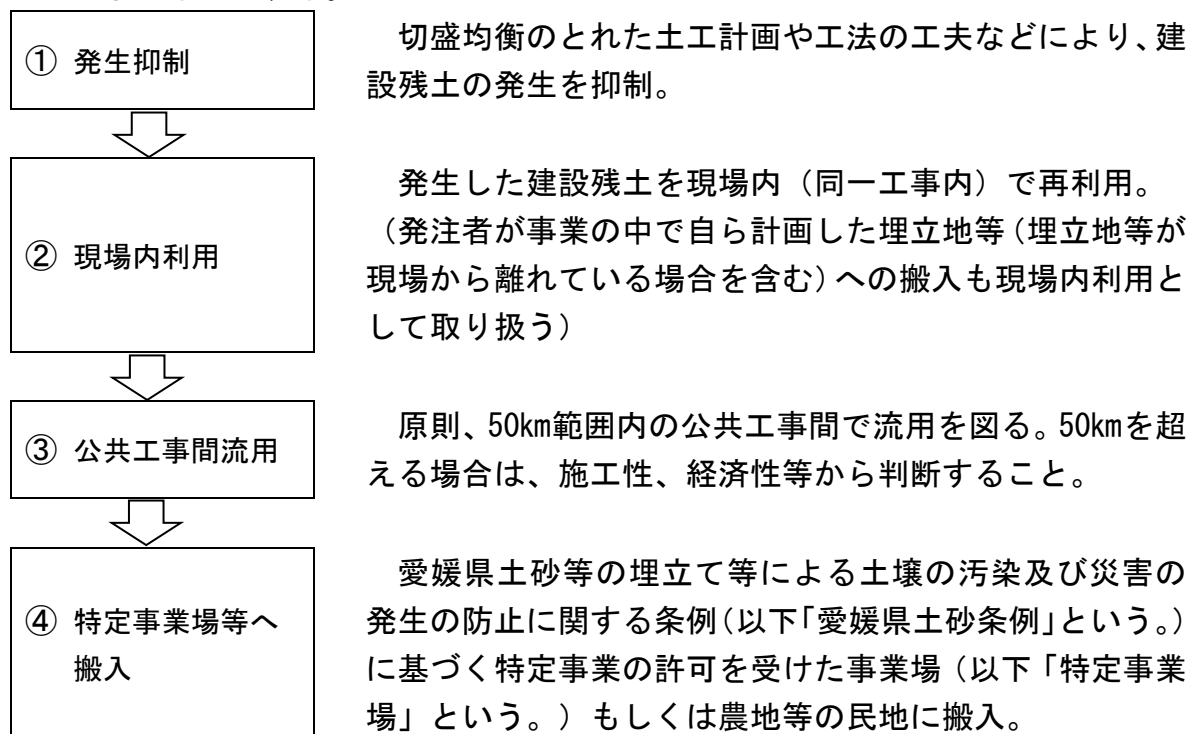 ① 発生抑制
切盛均衡のとれた土工計画や工法の工夫などにより、建
設残土の発生を抑制。
② 現場内利用
発生した建設残土を現場内（同一工事内）で再利用。
（発注者が事業の中で自ら計画した埋立地等（埋立地等が
現場から離れている場合を含む）への搬入も現場内利用と
して取り扱う）
③ 公共工事間流用
原則、50km範囲内の公共工事間で流用を図る。50kmを超
える場合は、施工性、経済性等から判断すること。
④ 特定事業場等へ
搬入
愛媛県土砂等の埋立て等による土壌の汚染及び災害の
発生の防止に関する条例（以下「愛媛県土砂条例」という。）
に基づく特定事業の許可を受けた事業場（以下「特定事業
場」という。）もしくは農地等の民地に搬入。